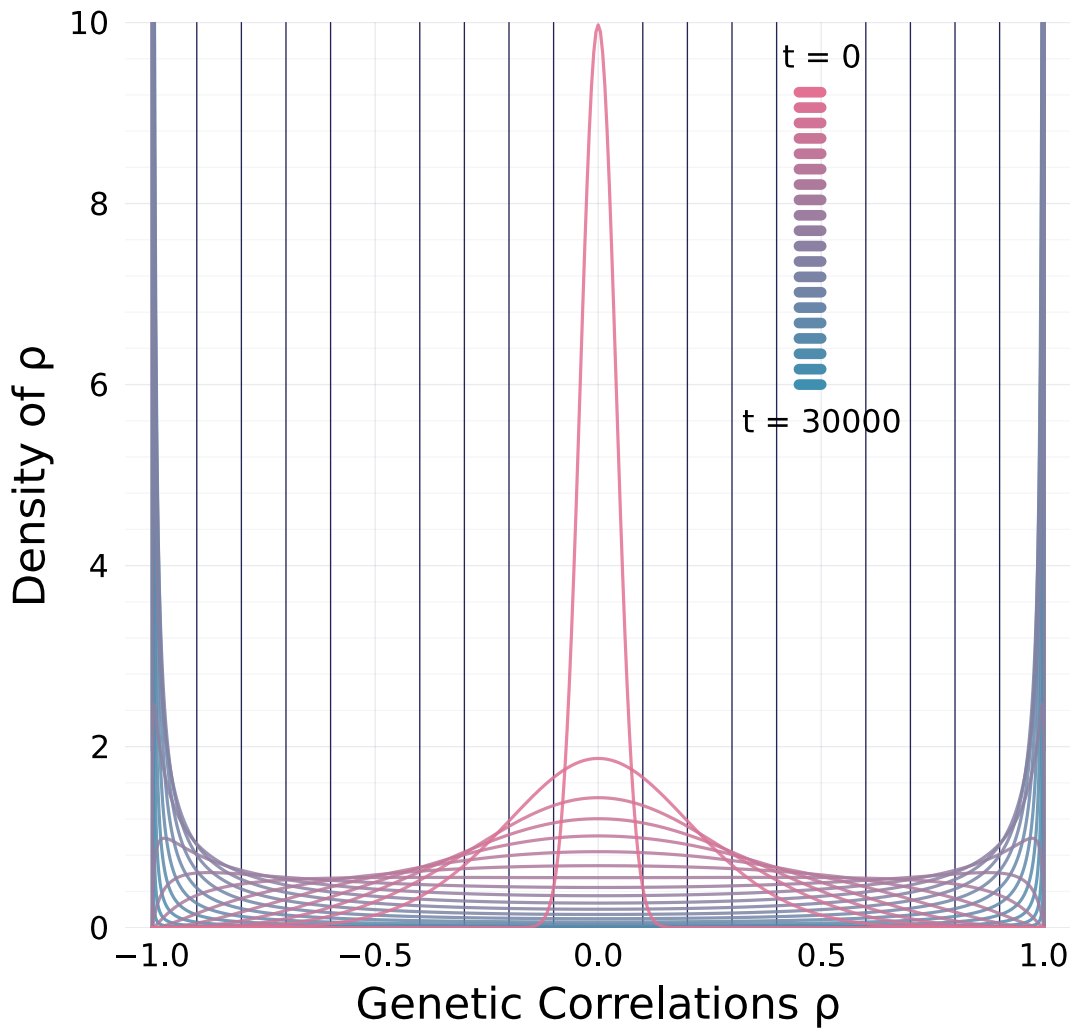 10
t = 0
8
6
t = 30000
Density of ρ
4
2
0
−1.0 −0.5 0.0 0.5 1.0
Genetic Correlations ρ